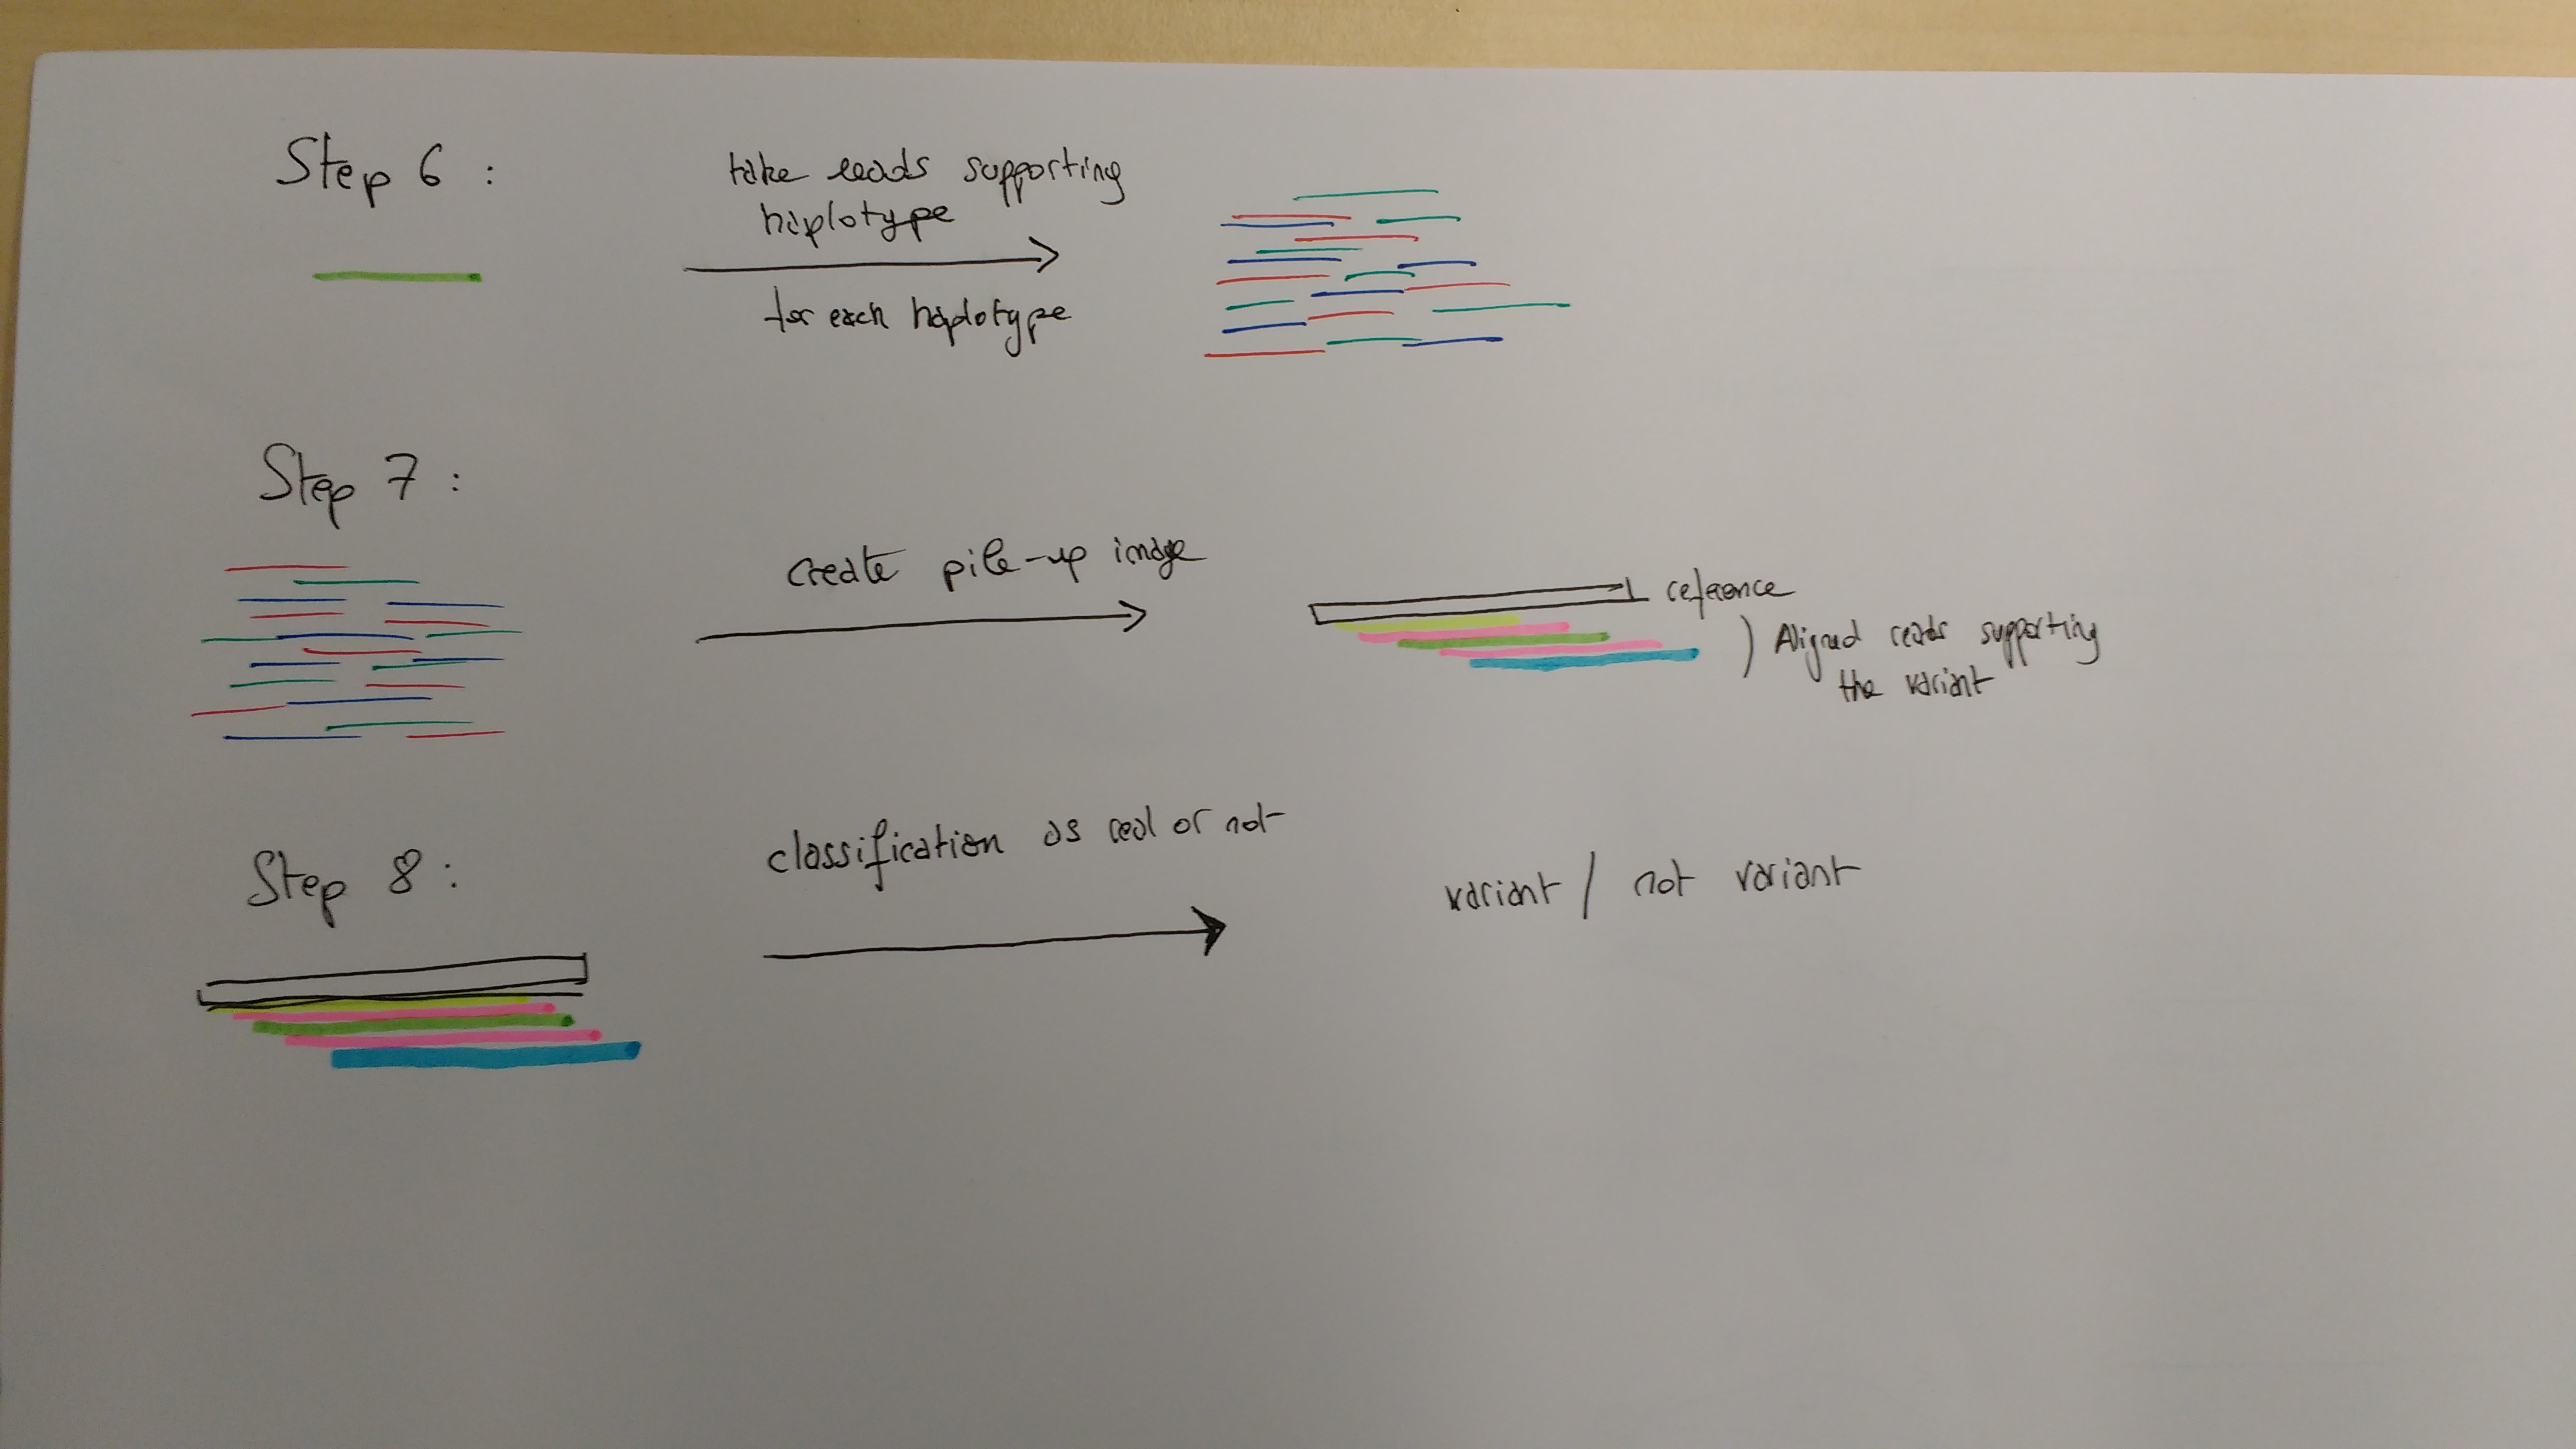 Step 6 :
take reads supporting
haplotype
for each haplotype
Step 7 :
create pile-up image
reference
) Aligned reads supporting
the variant
Step 8 :
classification as real or not
variant / not variant